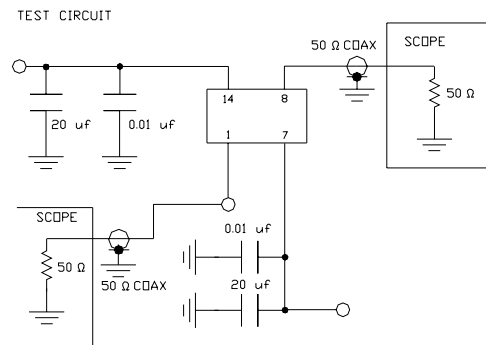 TEST CIRCUIT
50 Ω COAX
SCOPE
14
8
50 Ω
20 uf
0.01 uf
1
7
SCOPE
0.01 uf
50 Ω
50 Ω COAX
20 uf